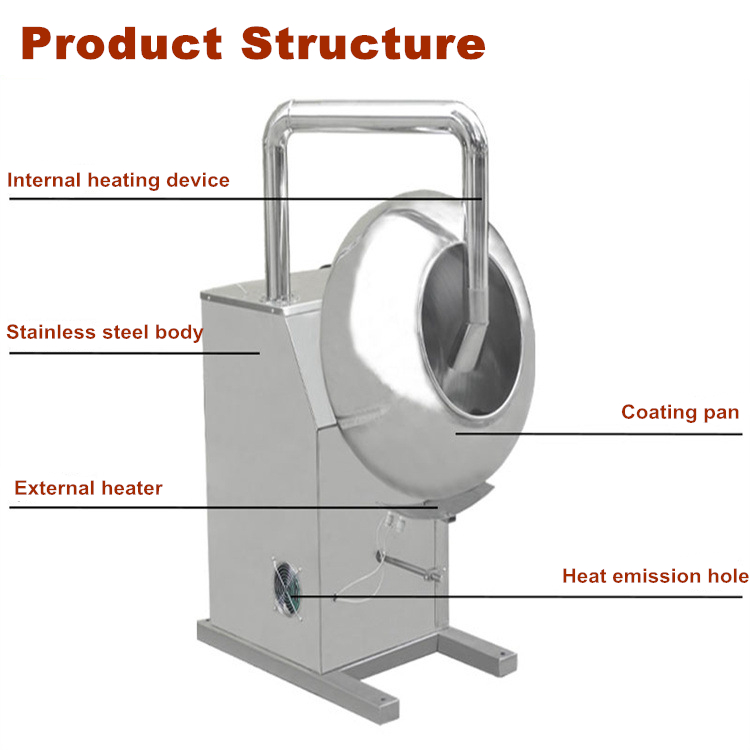 Product Structure
Internal heating device
Stainless steel body
Coating pan
External heater
Heat emission hole